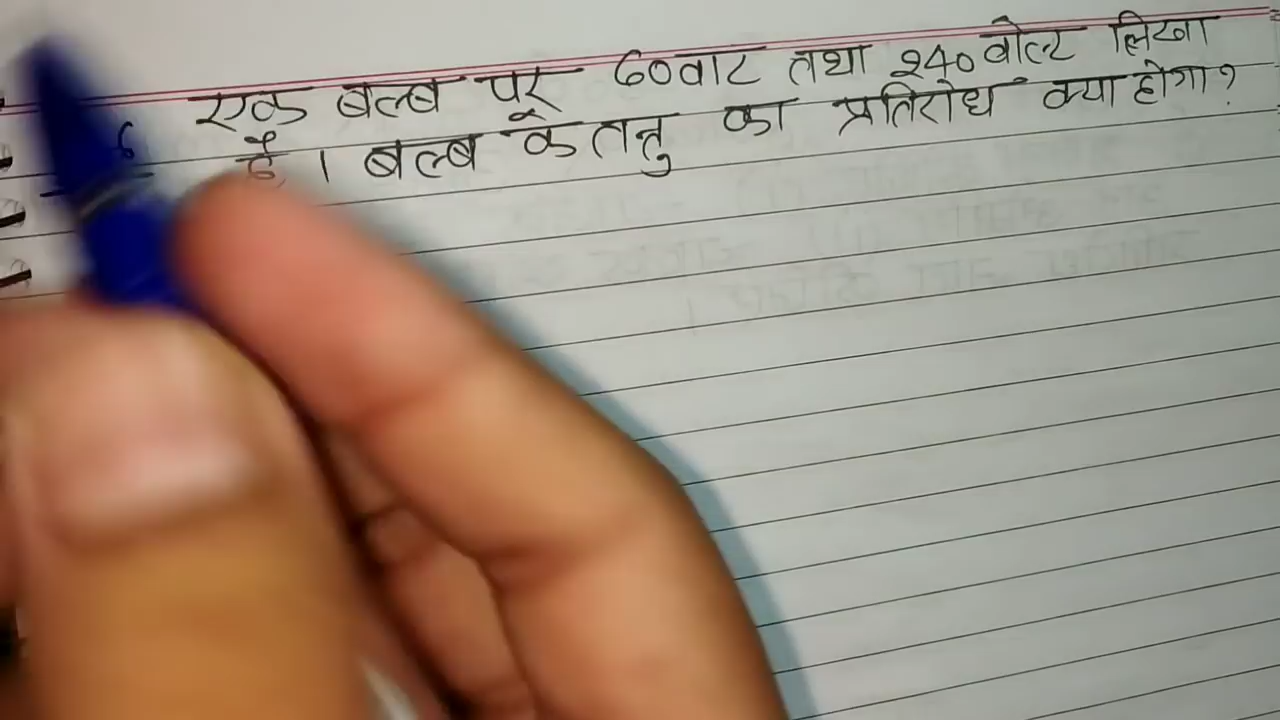 एक बल्ब पर 60वाट तथा 240वोल्ट लिखा
है। बल्ब के तन्तु का प्रतिरोध क्या होगा?